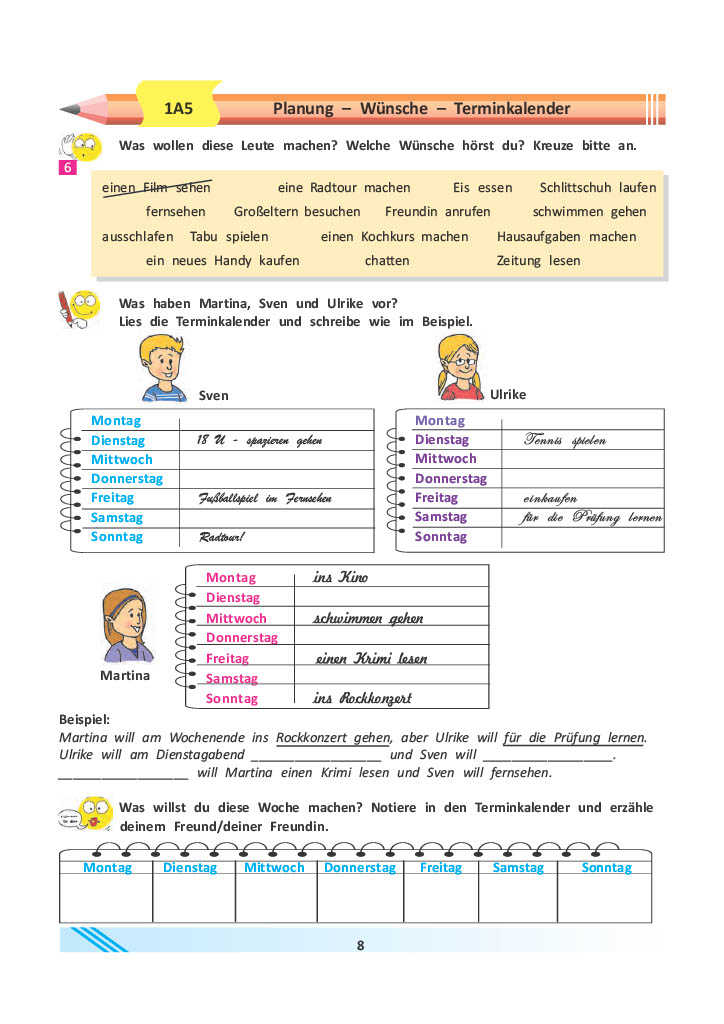 1A5 Planung – Wünsche – Terminkalender
Was wollen diese Leute machen? Welche Wünsche hörst du? Kreuze bitte an.
6
einen Film sehen eine Radtour machen Eis essen Schlittschuh laufen
fernsehen Großeltern besuchen Freundin anrufen schwimmen gehen
ausschlafen Tabu spielen einen Kochkurs machen Hausaufgaben machen
ein neues Handy kaufen chatten Zeitung lesen
Was haben Martina, Sven und Ulrike vor?
Lies die Terminkalender und schreibe wie im Beispiel.
Sven
Montag
Dienstag 18 U - spazieren gehen
Mittwoch
Donnerstag
Freitag Fußballspiel im Fernsehen
Samstag
Sonntag Radtour!
Ulrike
Montag
Dienstag Tennis spielen
Mittwoch
Donnerstag
Freitag einkaufen
Samstag für die Prüfung lernen
Sonntag
Martina
Montag ins Kino
Dienstag
Mittwoch schwimmen gehen
Donnerstag
Freitag einen Krimi lesen
Samstag
Sonntag ins Rockkonzert
Beispiel:
Martina will am Wochenende ins Rockkonzert gehen, aber Ulrike will für die Prüfung lernen.
Ulrike will am Dienstagabend __________________ und Sven will __________________.
__________________ will Martina einen Krimi lesen und Sven will fernsehen.
Was willst du diese Woche machen? Notiere in den Terminkalender und erzähle
deinem Freund/deiner Freundin.
Montag Dienstag Mittwoch Donnerstag Freitag Samstag Sonntag
8